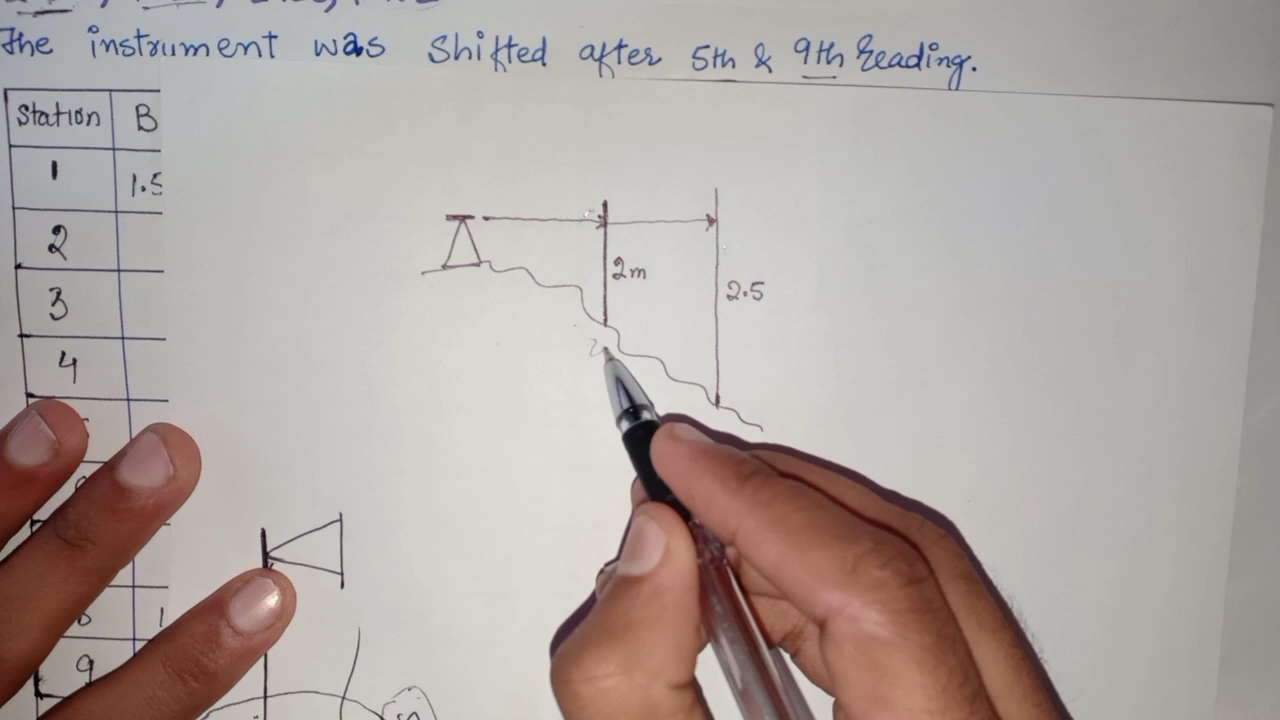 The instrument was Shifted after 5th & 9th Reading.
Station B
1 1.5
2
3
4
9
2m
2.5